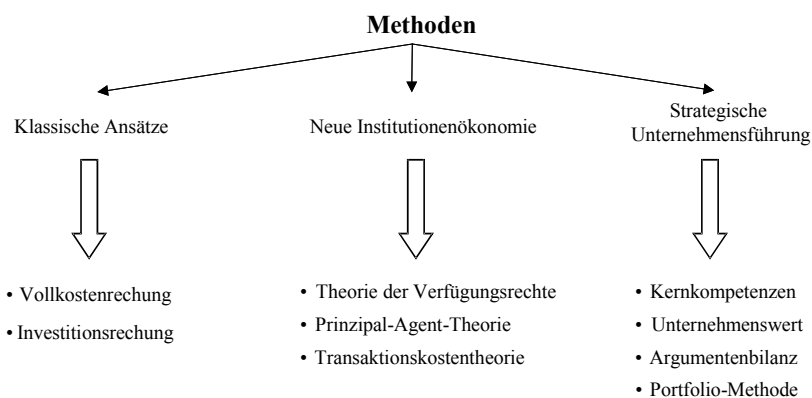 Methoden
Klassische Ansätze
Neue Institutionenökonomie
Strategische
Unternehmensführung
• Vollkostenrechung
• Investitionsrechung
• Theorie der Verfügungsrechte
• Prinzipal-Agent-Theorie
• Transaktionskostentheorie
• Kernkompetenzen
• Unternehmenswert
• Argumentenbilanz
• Portfolio-Methode